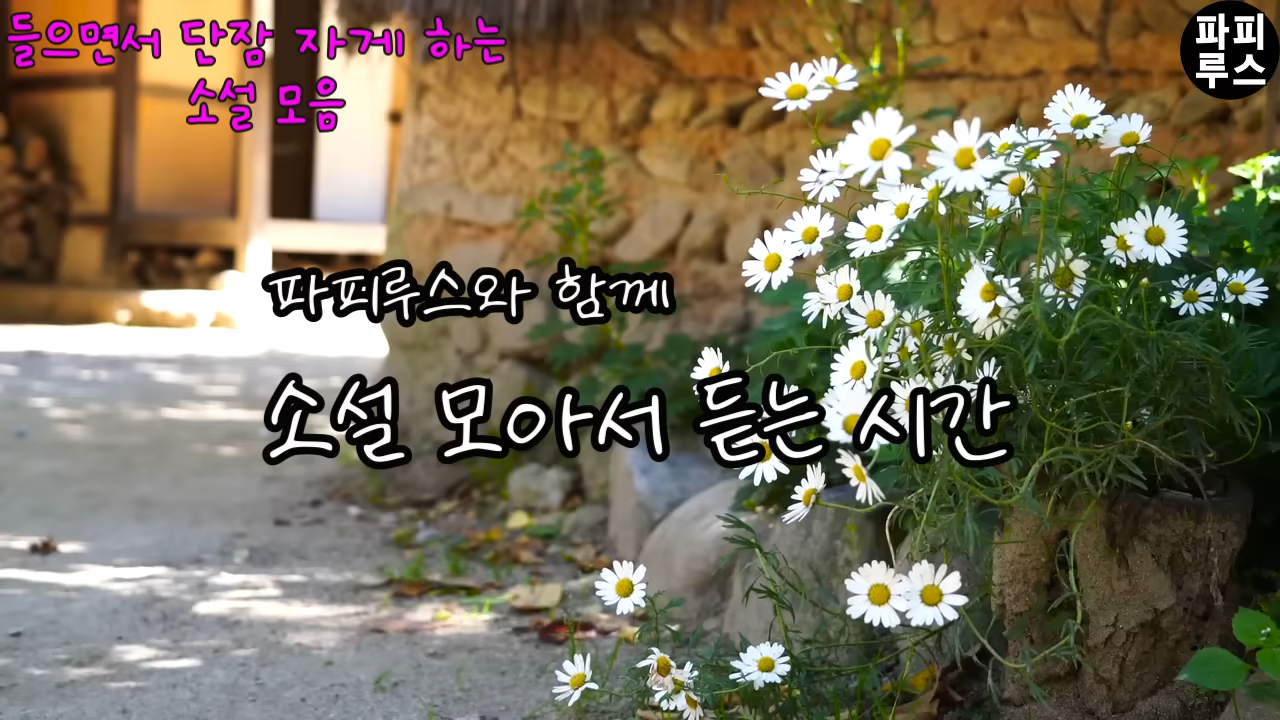 들으면서 단잠 자게 하는
소설 모음
파피
루스
파피루스와 함께
소설 모아서 듣는 시간